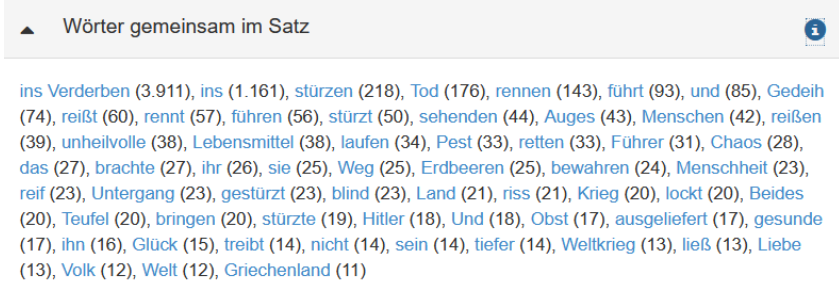 Wörter gemeinsam im Satz
ins Verderben (3.911), ins (1.161), stürzen (218), Tod (176), rennen (143), führt (93), und (85), Gedeih
(74), reißt (60), rennt (57), führen (56), stürzt (50), sehenden (44), Auges (43), Menschen (42), reißen
(39), unheilvolle (38), Lebensmittel (38), laufen (34), Pest (33), retten (33), Führer (31), Chaos (28),
das (27), brachte (27), ihr (26), sie (25), Weg (25), Erdbeeren (25), bewahren (24), Menschheit (23),
reif (23), Untergang (23), gestürzt (23), blind (23), Land (21), riss (21), Krieg (20), lockt (20), Beides
(20), Teufel (20), bringen (20), stürzte (19), Hitler (18), Und (18), Obst (17), ausgeliefert (17), gesunde
(17), ihn (16), Glück (15), treibt (14), nicht (14), sein (14), tiefer (14), Weltkrieg (13), ließ (13), Liebe
(13), Volk (12), Welt (12), Griechenland (11)